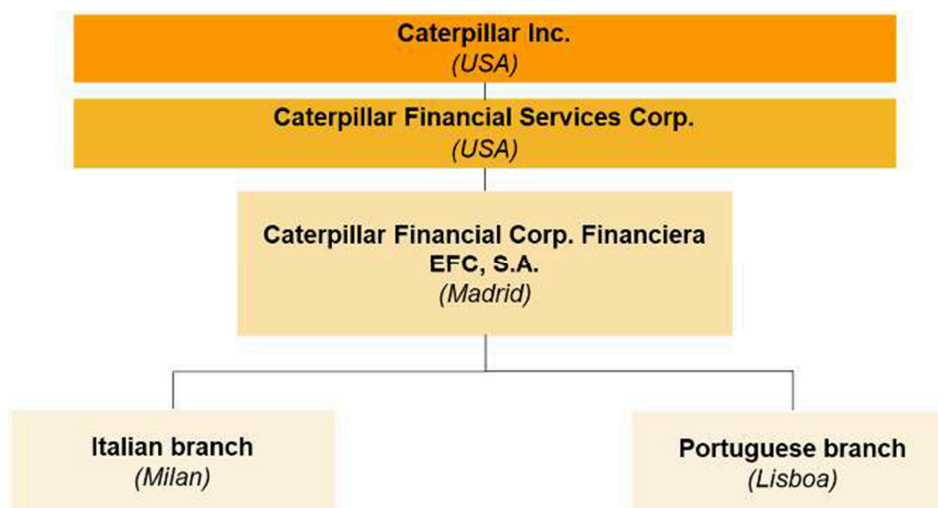 Caterpillar Inc.
(USA)
Caterpillar Financial Services Corp.
(USA)
Caterpillar Financial Corp. Financiera
EFC, S.A.
(Madrid)
Italian branch
(Milan)
Portuguese branch
(Lisboa)